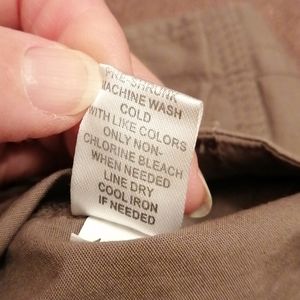 PRE-SHRUNK
MACHINE WASH
COLD
WITH LIKE COLORS
ONLY NON-
CHLORINE BLEACH
WHEN NEEDED
LINE DRY
COOL IRON
IF NEEDED